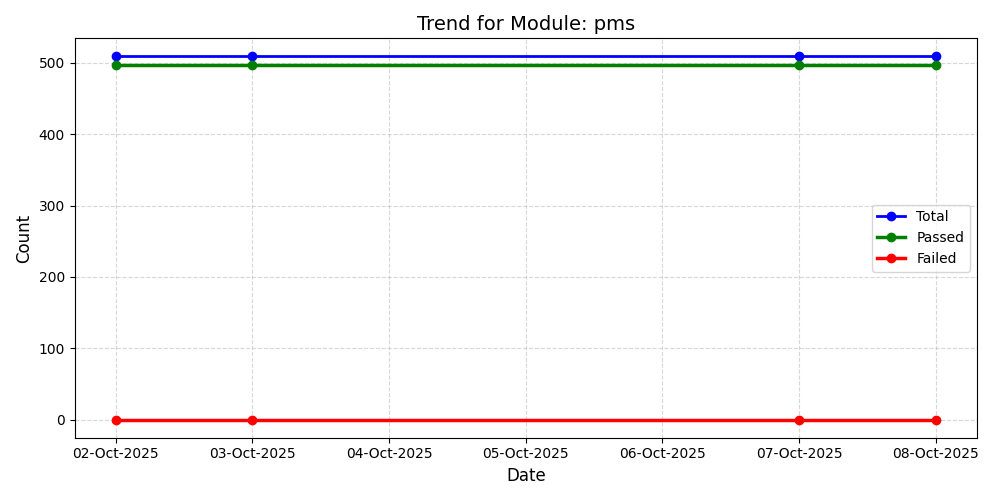 Trend for Module: pms
Count
500
400
300
200
100
0
Total
Passed
Failed
02-Oct-2025 03-Oct-2025 04-Oct-2025 05-Oct-2025 06-Oct-2025 07-Oct-2025 08-Oct-2025
Date